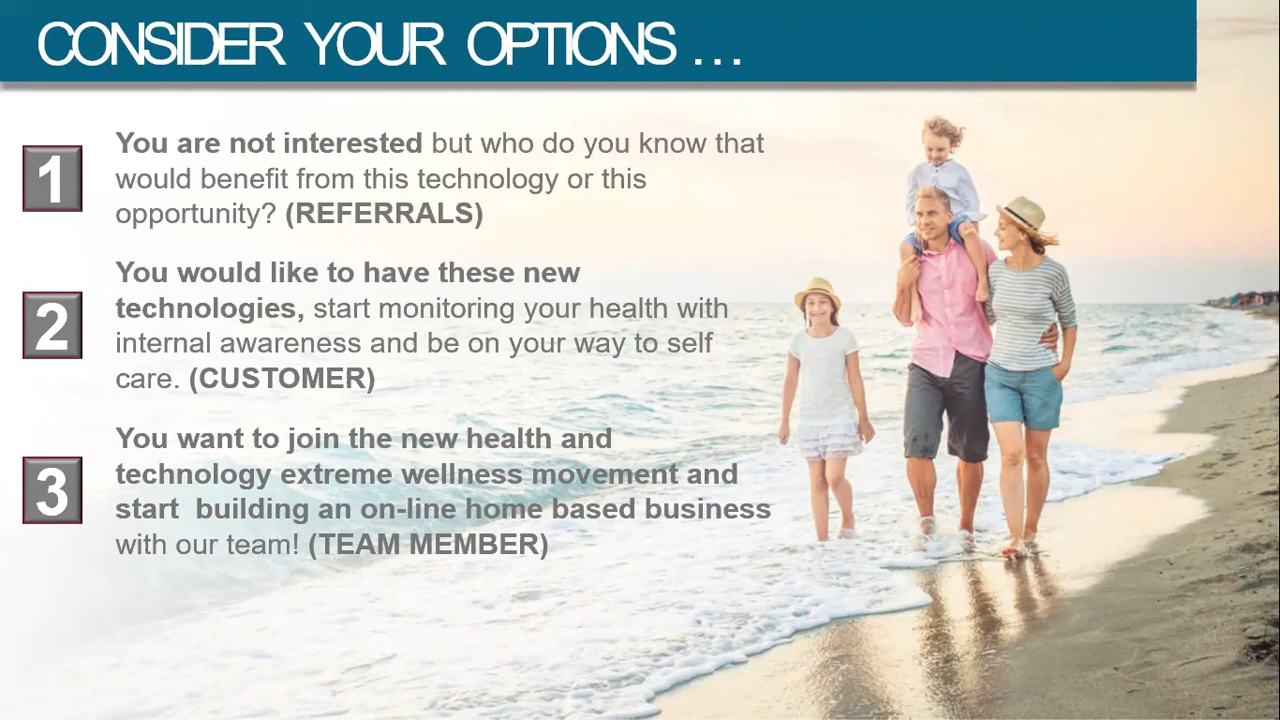 CONSIDER YOUR OPTIONS ...
1
You are not interested but who do you know that
would benefit from this technology or this
opportunity? (REFERRALS)
2
You would like to have these new
technologies, start monitoring your health with
internal awareness and be on your way to self
care. (CUSTOMER)
3
You want to join the new health and
technology extreme wellness movement and
start  building an on-line home based business
with our team! (TEAM MEMBER)